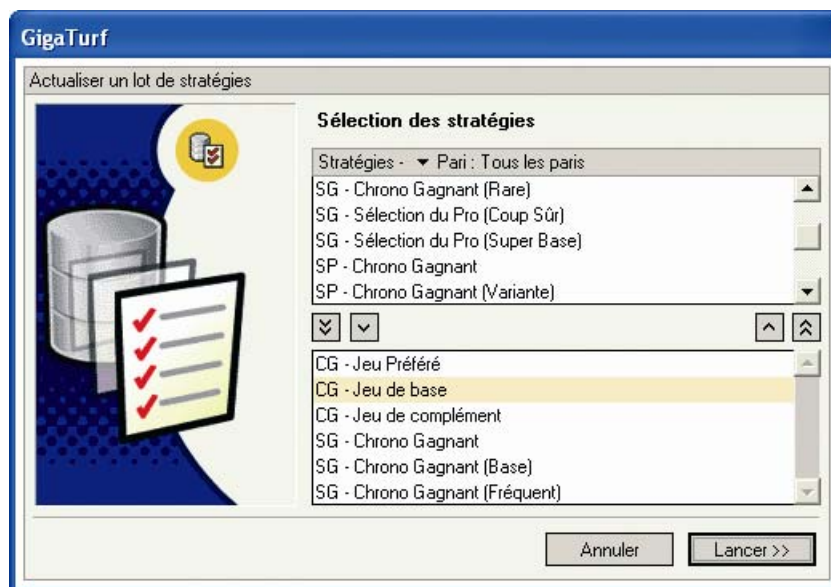 GigaTurf
Actualiser un lot de stratégies
Sélection des stratégies
Stratégies - ▼ Pari : Tous les paris
SG - Chrono Gagnant (Rare)
SG - Sélection du Pro (Coup Sûr)
SG - Sélection du Pro (Super Base)
SP - Chrono Gagnant
SP - Chrono Gagnant (Variante)
CG - Jeu Préféré
CG - Jeu de base
CG - Jeu de complément
SG - Chrono Gagnant
SG - Chrono Gagnant (Base)
SG - Chrono Gagnant (Fréquent)
Annuler
Lancer >>